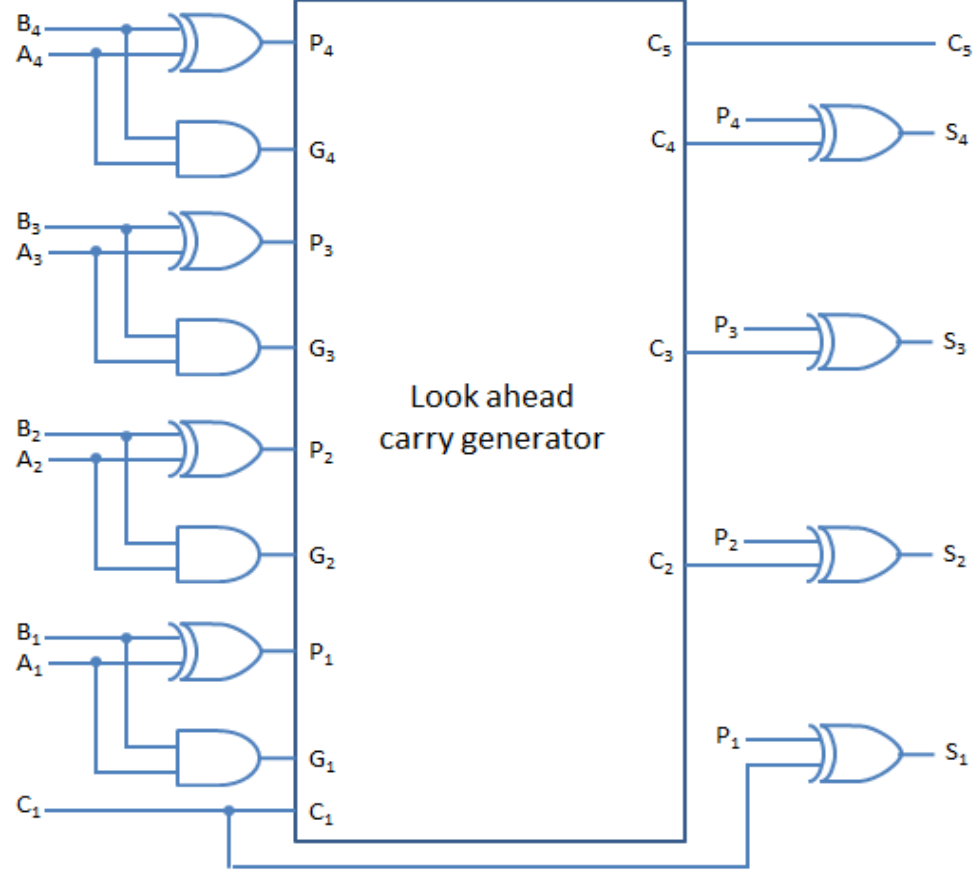 B₄
A₄
P₄
G₄
B₃
A₃
P₃
G₃
B₂
A₂
P₂
G₂
B₁
A₁
P₁
G₁
C₁
C₁
Look ahead
carry generator
C₅
C₅
P₄
C₄
S₄
P₃
C₃
S₃
P₂
C₂
S₂
P₁
S₁